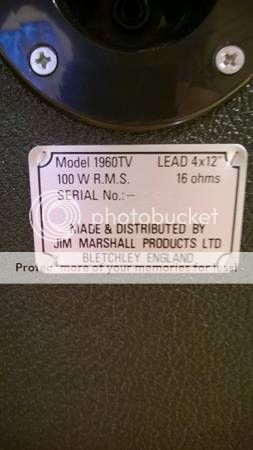 Model 1960TV LEAD 4x12"
100 W R.M.S. 16 ohms
SERIAL No.:—
photobucket
MADE & DISTRIBUTED BY
JIM MARSHALL PRODUCTS LTD
BLETCHLEY ENGLAND
Protect more of your memories for less!